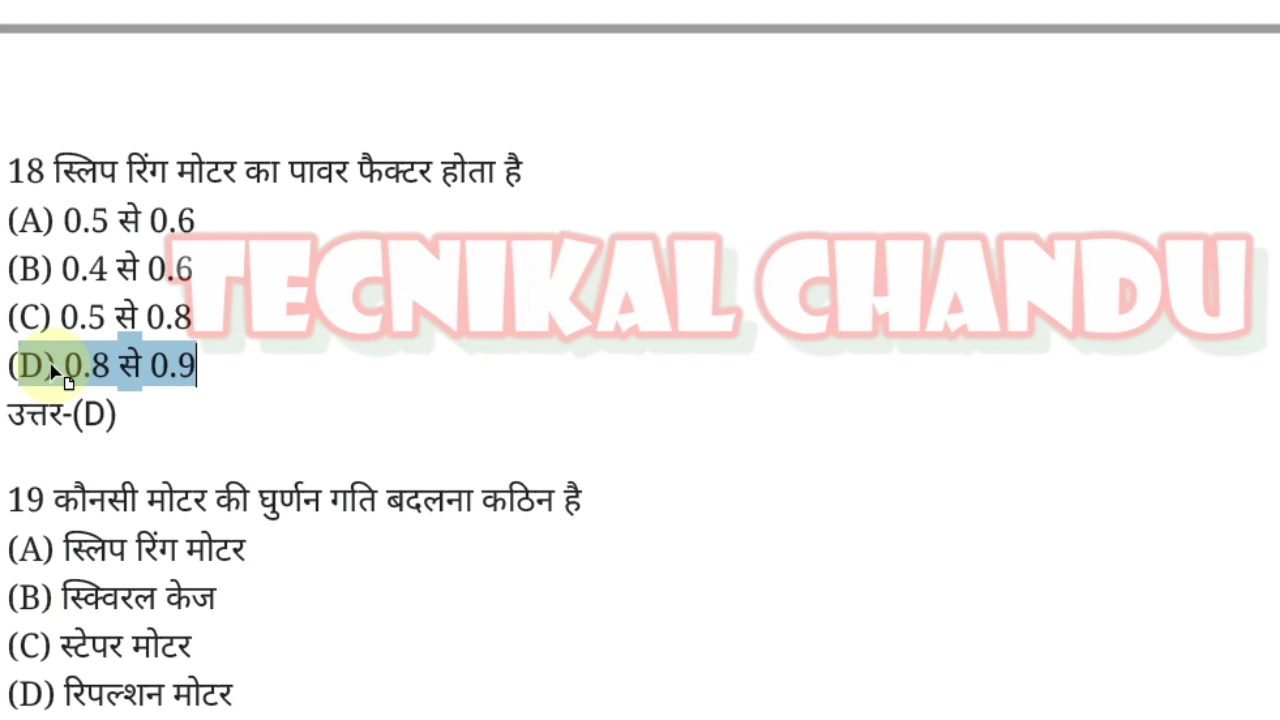 18 स्लिप रिंग मोटर का पावर फैक्टर होता है
(A) 0.5 से 0.6
(B) 0.4 से 0.6
(C) 0.5 से 0.8
TECNIKAL CHANDU
(D) 0.8 से 0.9
उत्तर-(D)
19 कौनसी मोटर की घुर्णन गति बदलना कठिन है
(A) स्लिप रिंग मोटर
(B) स्क्विरल केज
(C) स्टेपर मोटर
(D) रिपल्शन मोटर